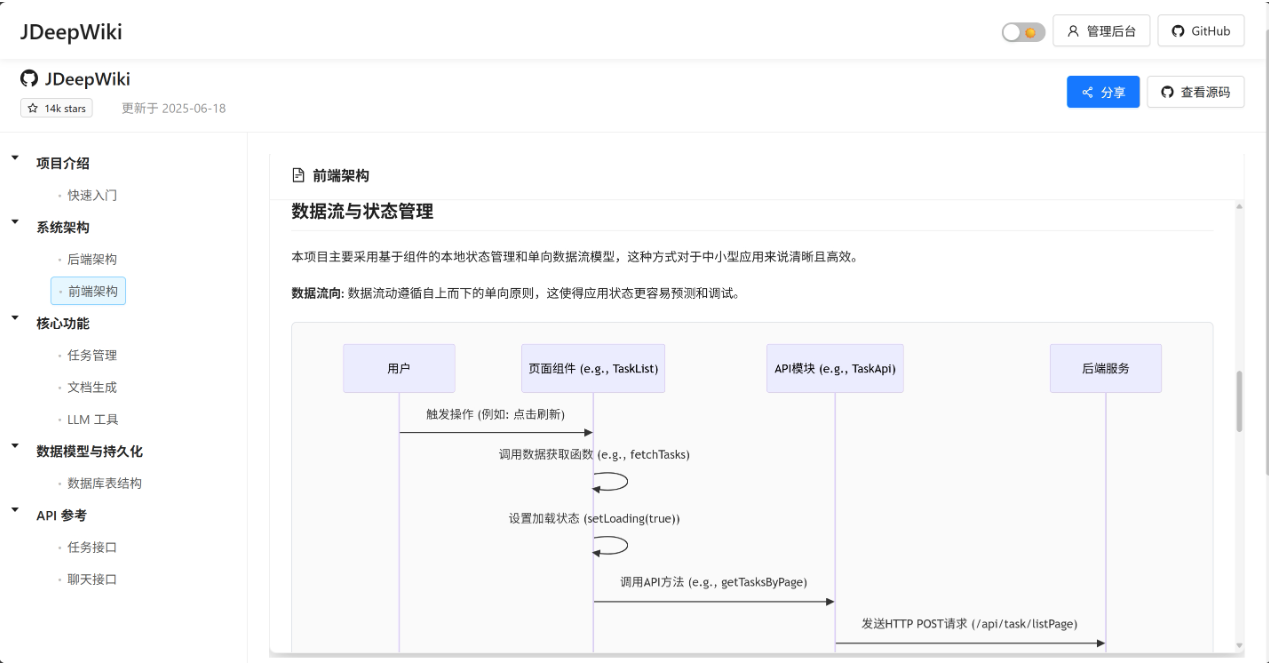 JDeepWiki
管理后台
GitHub
JDeepWiki
14k stars
更新于 2025-06-18
分享
查看源码
项目介绍
快速入门
系统架构
后端架构
前端架构
核心功能
任务管理
文档生成
LLM 工具
数据模型与持久化
数据库表结构
API 参考
任务接口
聊天接口
前端架构
数据流与状态管理
本项目主要采用基于组件的本地状态管理和单向数据流模型，这种方式对于中小型应用来说清晰且高效。
数据流向: 数据流动遵循自上而下的单向原则，这使得应用状态更容易预测和调试。
用户
页面组件 (e.g., TaskList)
API模块 (e.g., TaskApi)
后端服务
触发操作 (例如: 点击刷新)
调用数据获取函数 (e.g., fetchTasks)
设置加载状态 (setLoading(true))
调用API方法 (e.g., getTasksByPage)
发送HTTP POST请求 (/api/task/listPage)